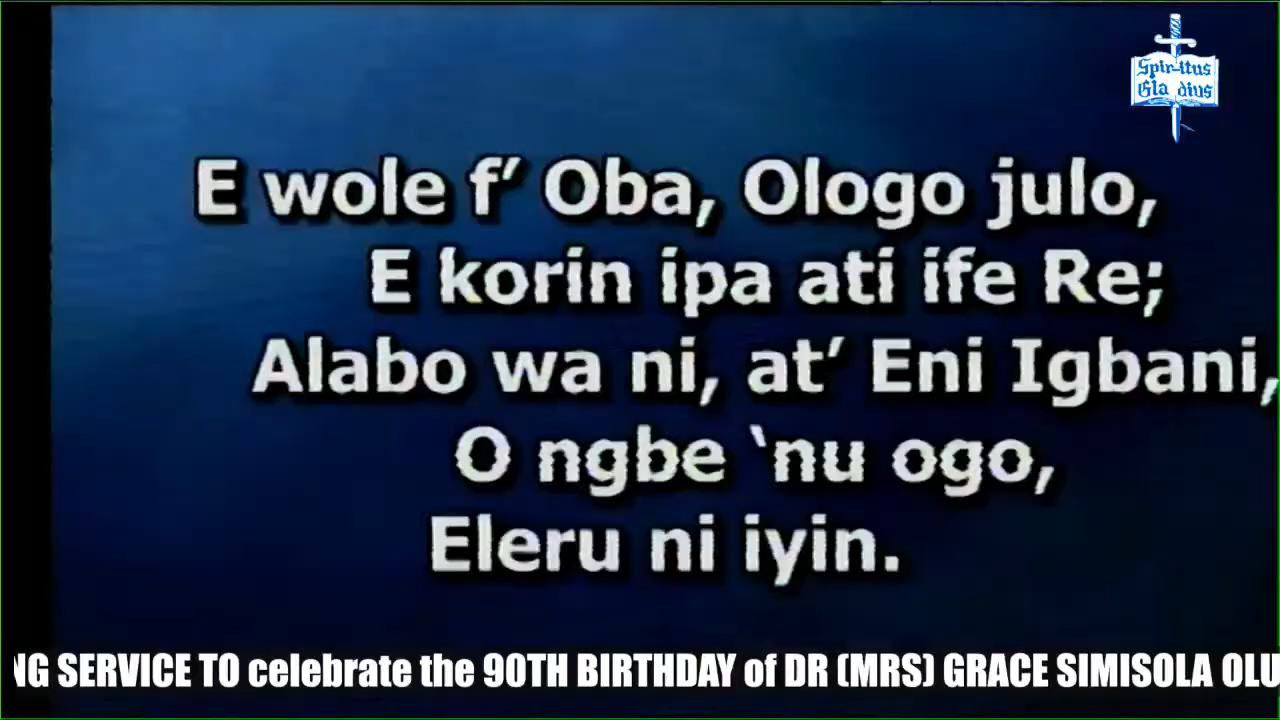 Spiritus
Gladius
E wole f’ Oba, Ologo julo,
E korin ipa ati ife Re;
Alabo wa ni, at’ Eni Igbani,
O ngbe ‘nu ogo,
Eleru ni iyin.
NG SERVICE TO celebrate the 90TH BIRTHDAY of DR (MRS) GRACE SIMISOLA OLU